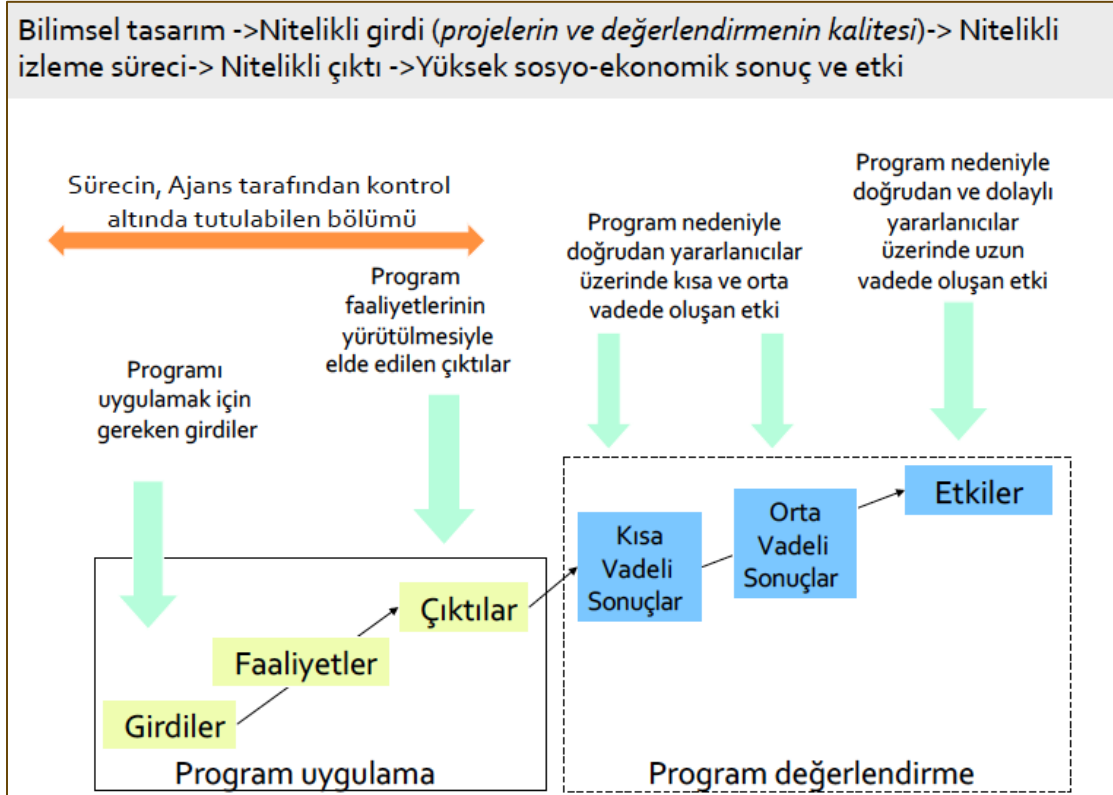 Bilimsel tasarım ->Nitelikli girdi (projelerin ve değerlendirmenin kalitesi)-> Nitelikli
izleme süreci-> Nitelikli çıktı ->Yüksek sosyo-ekonomik sonuç ve etki
Sürecin, Ajans tarafından kontrol
altında tutulabilen bölümü
Programı
uygulamak için
gereken girdiler
Program
faaliyetlerinin
yürütülmesiyle
elde edilen çıktılar
Program nedeniyle
doğrudan yararlanıcılar
üzerinde kısa ve orta
vadede oluşan etki
Program nedeniyle
doğrudan ve dolaylı
yararlanıcılar
üzerinde uzun
vadede oluşan etki
Girdiler
Faaliyetler
Çıktılar
Kısa
Vadeli
Sonuçlar
Orta
Vadeli
Sonuçlar
Etkiler
Program uygulama
Program değerlendirme